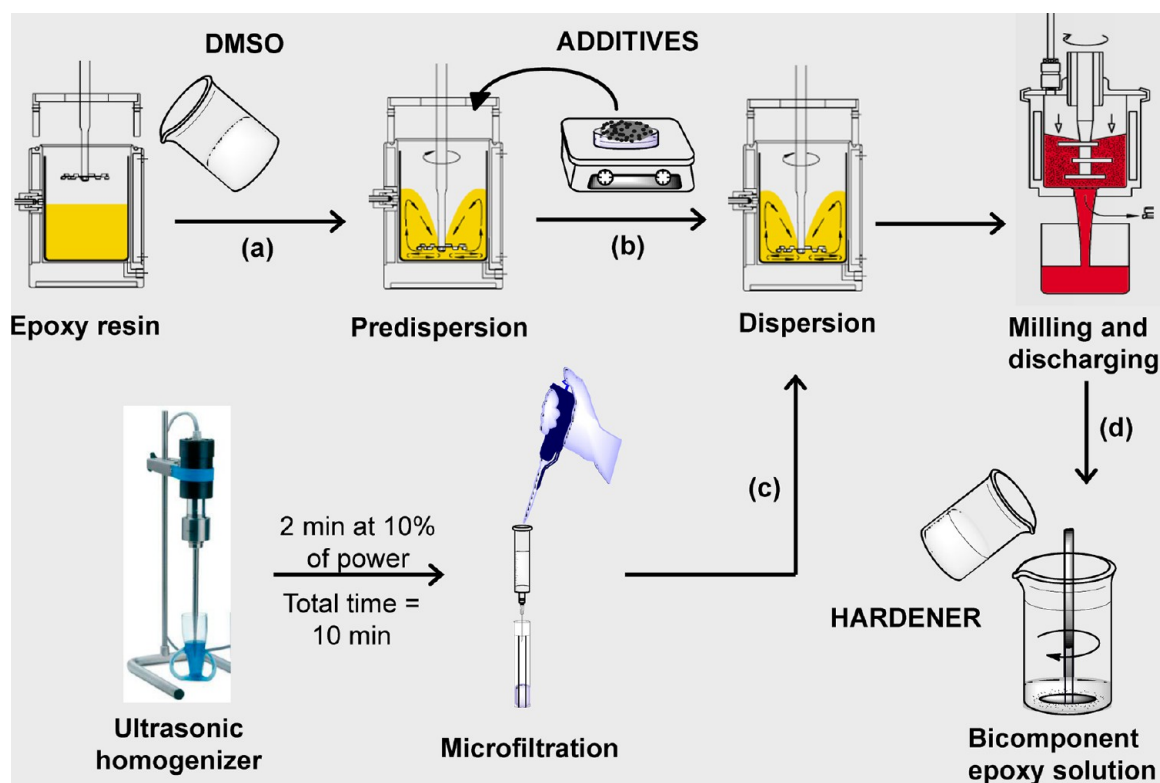 DMSO
ADDITIVES
(a)
(b)
Epoxy resin
Predispersion
Dispersion
Milling and
discharging
(c)
(d)
2 min at 10%
of power
Total time =
10 min
HARDENER
Ultrasonic
homogenizer
Microfiltration
Bicomponent
epoxy solution